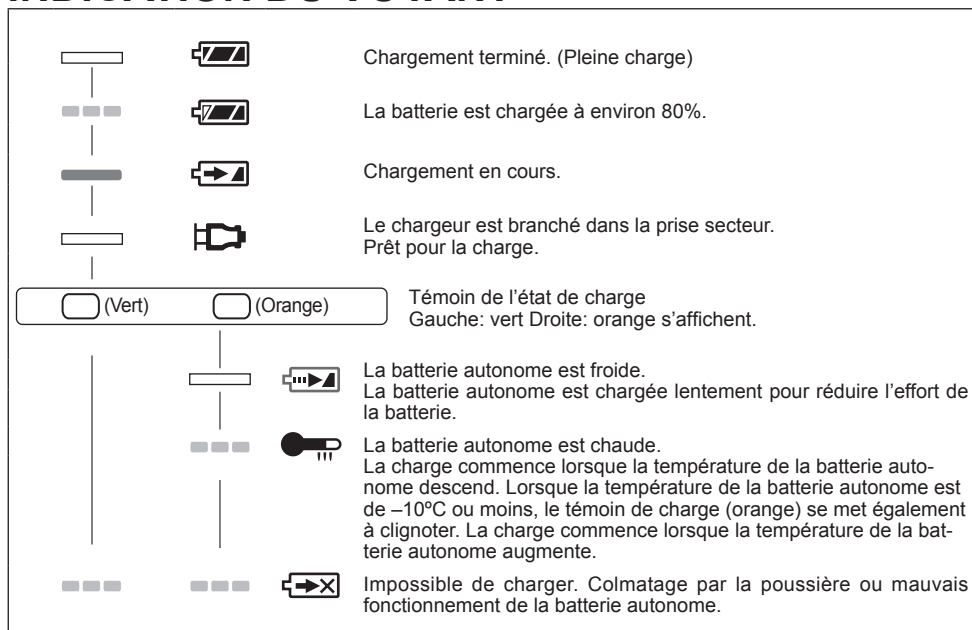 Chargement terminé. (Pleine charge)
La batterie est chargée à environ 80%.
Chargement en cours.
Le chargeur est branché dans la prise secteur.
Prêt pour la charge.
(Vert)
(Orange)
Témoin de l’état de charge
Gauche: vert Droite: orange s’affichent.
La batterie autonome est froide.
La batterie autonome est chargée lentement pour réduire l’effort de
la batterie.
La batterie autonome est chaude.
La charge commence lorsque la température de la batterie auto-
nome descend. Lorsque la température de la batterie autonome est
de –10ºC ou moins, le témoin de charge (orange) se met également
à clignoter. La charge commence lorsque la température de la bat-
terie autonome augmente.
Impossible de charger. Colmatage par la poussière ou mauvais
fonctionnement de la batterie autonome.